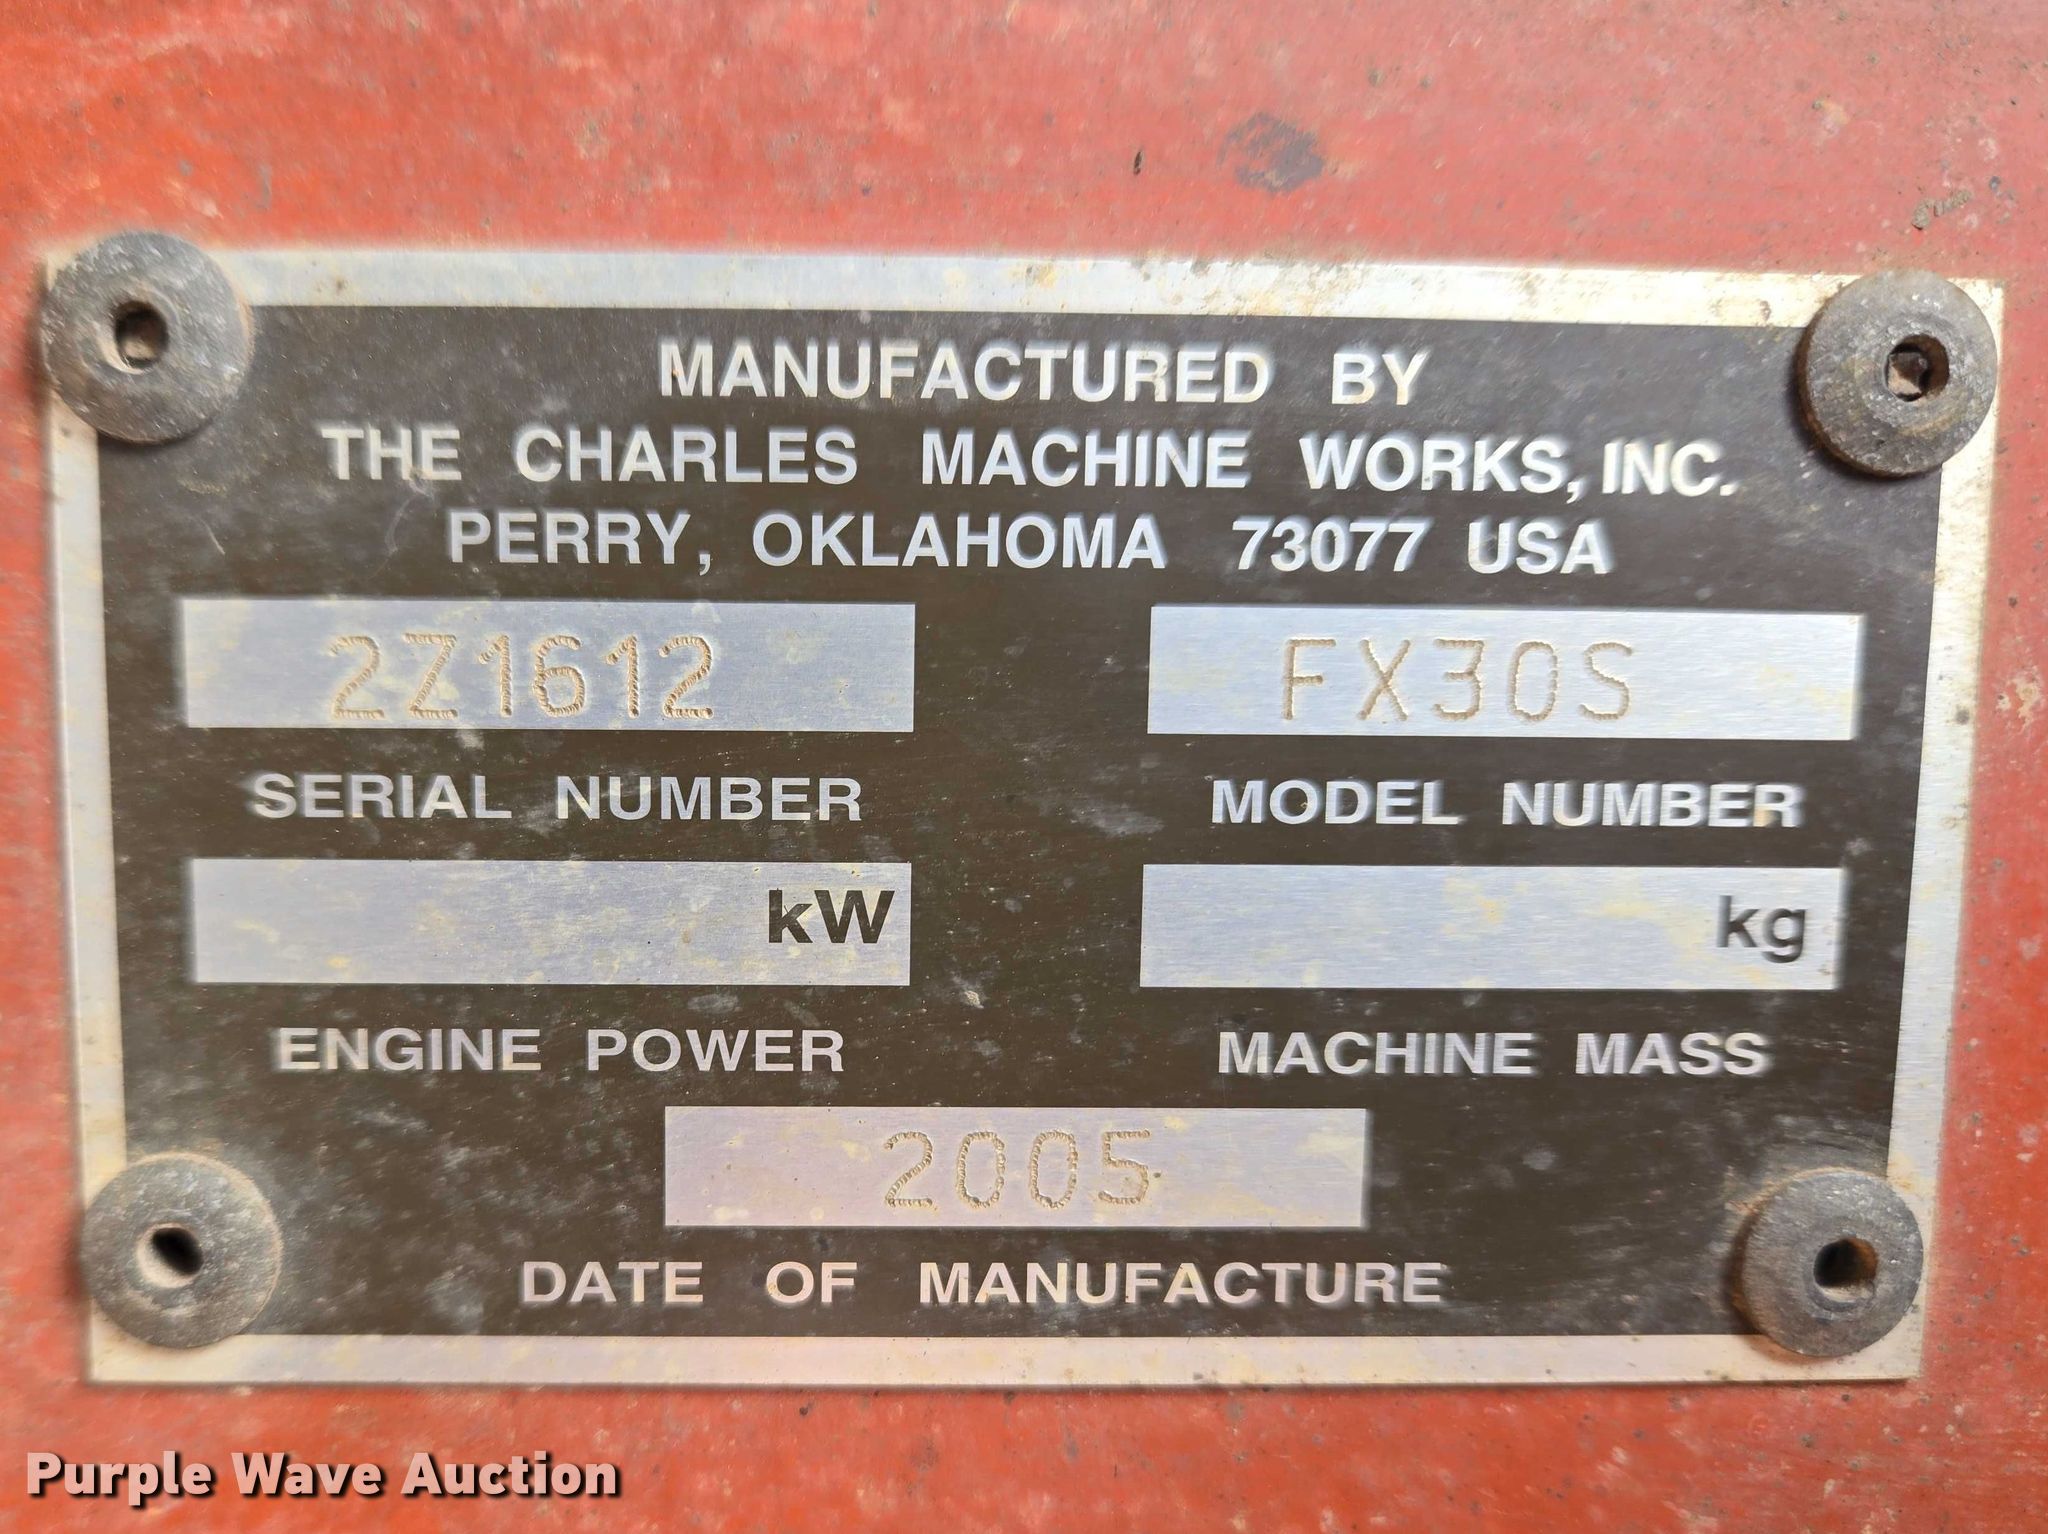 MANUFACTURED BY
THE CHARLES MACHINE WORKS, INC.
PERRY, OKLAHOMA 73077 USA
2Z1612 FX30S
SERIAL NUMBER MODEL NUMBER
kW kg
ENGINE POWER MACHINE MASS
2005
DATE OF MANUFACTURE
Purple Wave Auction